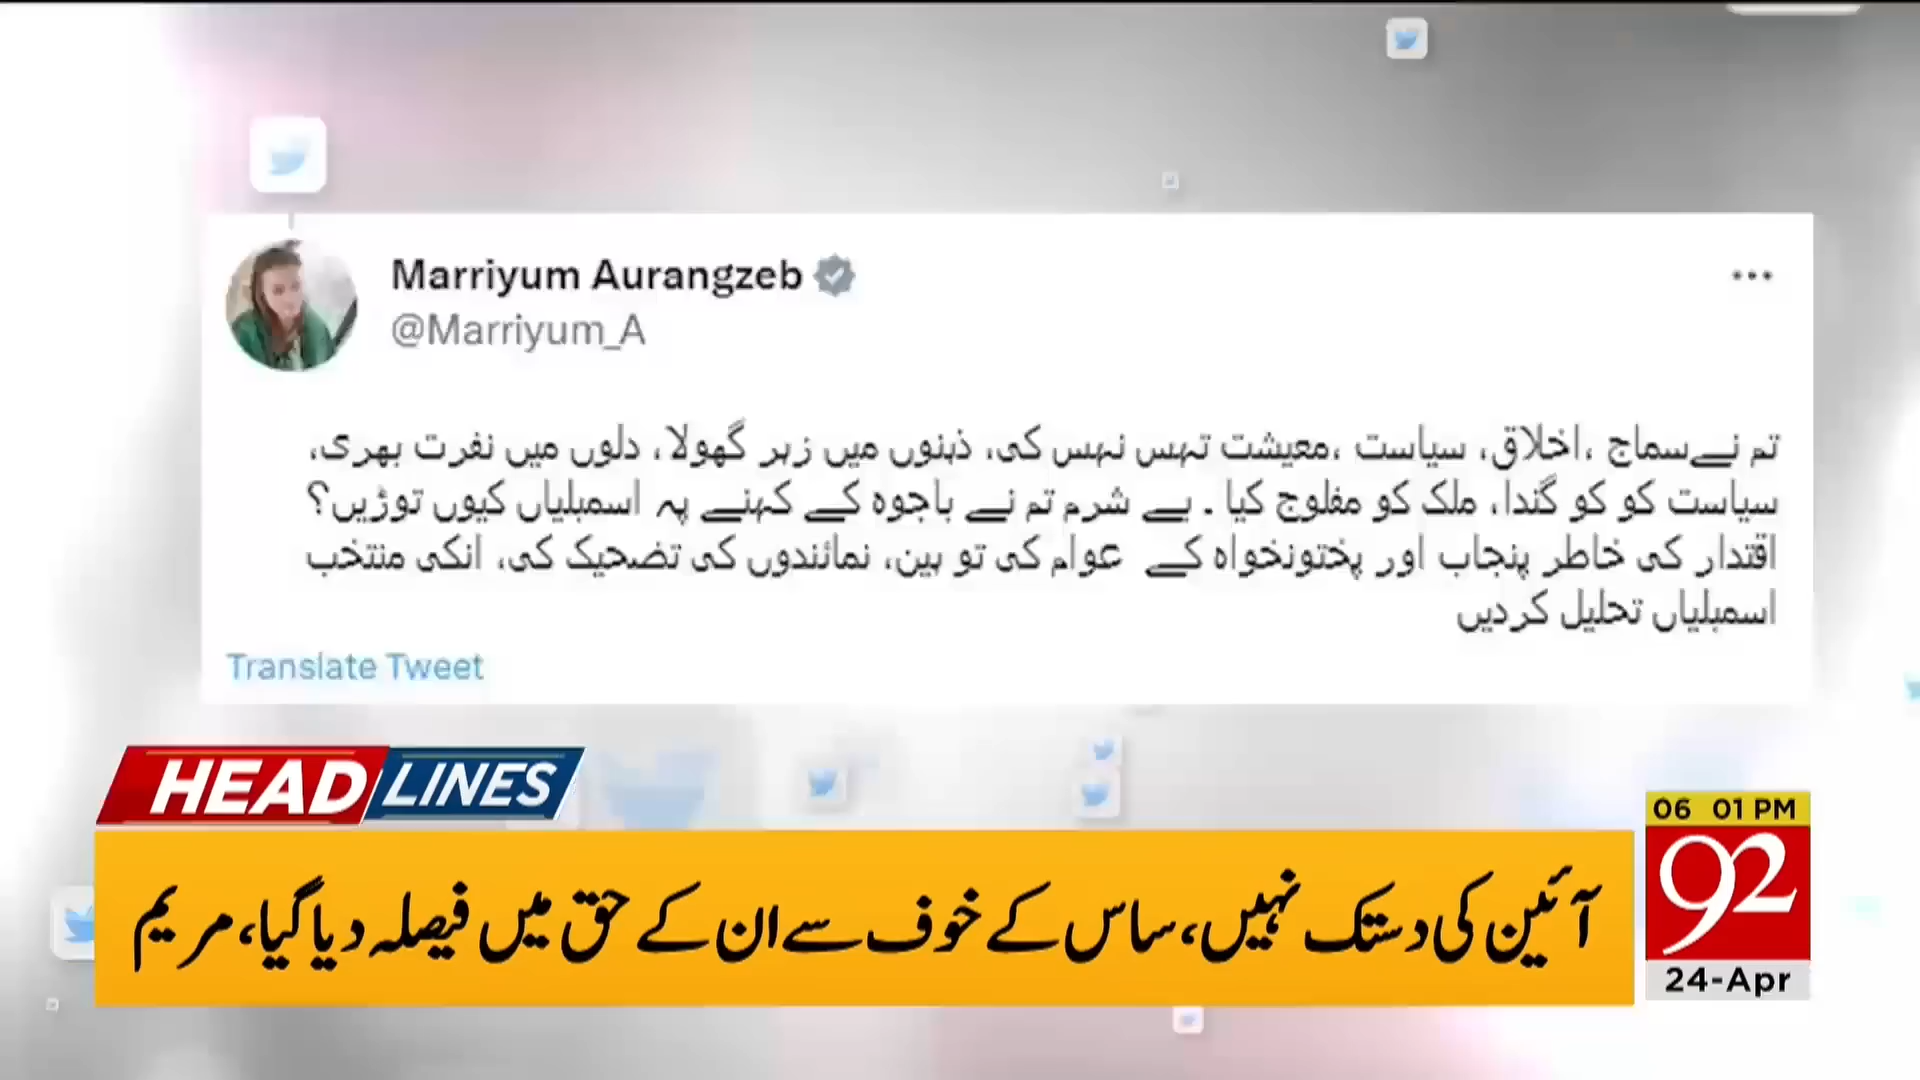 Marriyum Aurangzeb
@Marriyum_A
تم نےسماج ،اخلاق، سیاست ،معیشت تہس نہس کی، ذہنوں میں زہر گھولا، دلوں میں نفرت بھری،
سیاست کو کو گندا، ملک کو مفلوج کیا ۔ بے شرم تم نے باجوہ کے کہنے پہ اسمبلیاں کیوں توڑیں؟
اقتدار کی خاطر پنجاب اور پختونخواہ کے عوام کی تو ہین، نمائندوں کی تضحیک کی، انکی منتخب
اسمبلیاں تحلیل کردیں
Translate Tweet
HEADLINES
آئین کی دستک نہیں، ساس کے خوف سے ان کے حق میں فیصلہ دیا گیا، مریم
06 01 PM
92
24-Apr